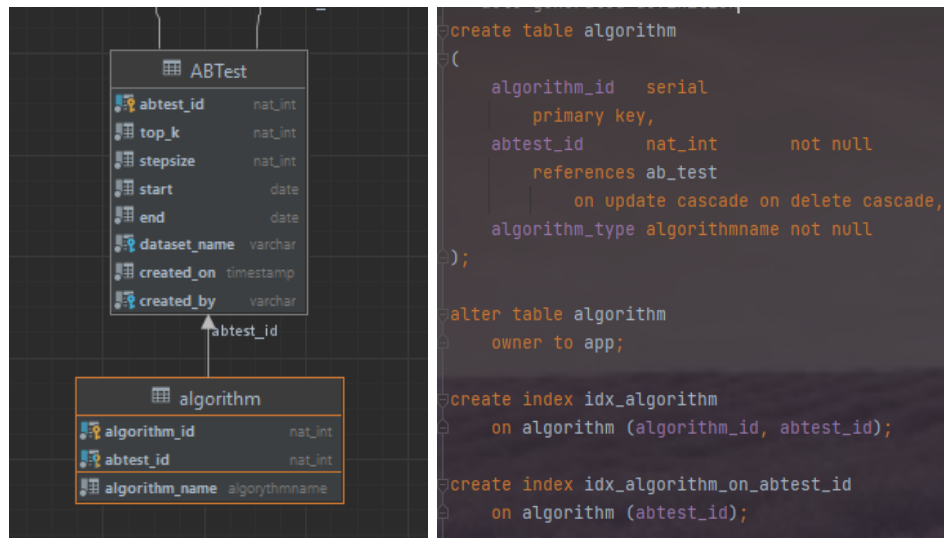 ABTest
abtest_id nat_int
top_k nat_int
stepsize nat_int
start date
end date
dataset_name varchar
created_on timestamp
created_by varchar
abtest_id
algorithm
algorithm_id nat_int
abtest_id nat_int
algorithm_name algorythmname
create table algorithm
(
algorithm_id serial
primary key,
abtest_id nat_int not null
references ab_test
on update cascade on delete cascade,
algorithm_type algorithmname not null
);
alter table algorithm
owner to app;
create index idx_algorithm
on algorithm (algorithm_id, abtest_id);
create index idx_algorithm_on_abtest_id
on algorithm (abtest_id);